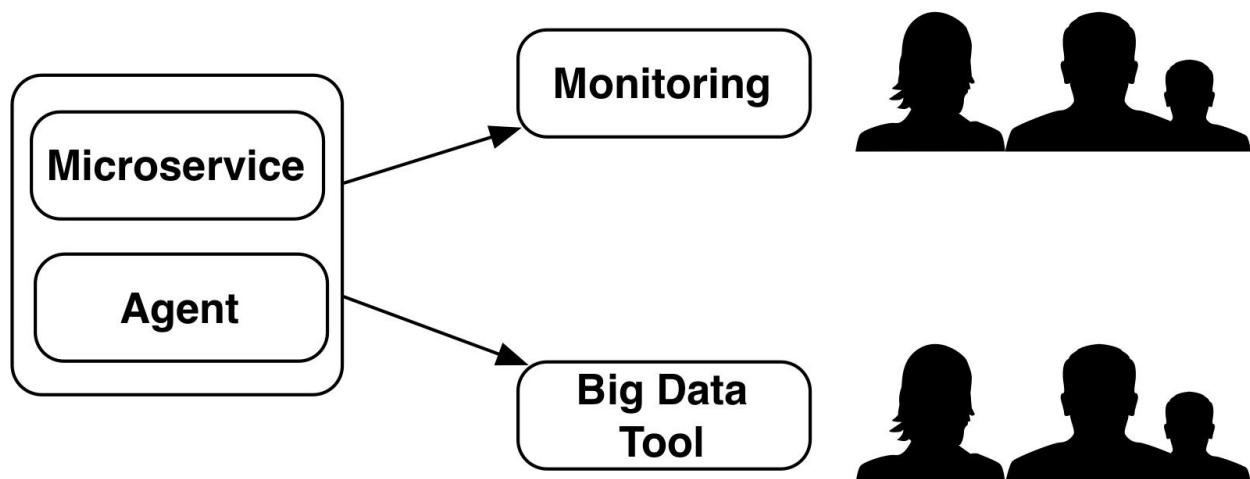 Monitoring
Microservice
Agent
Big Data
Tool